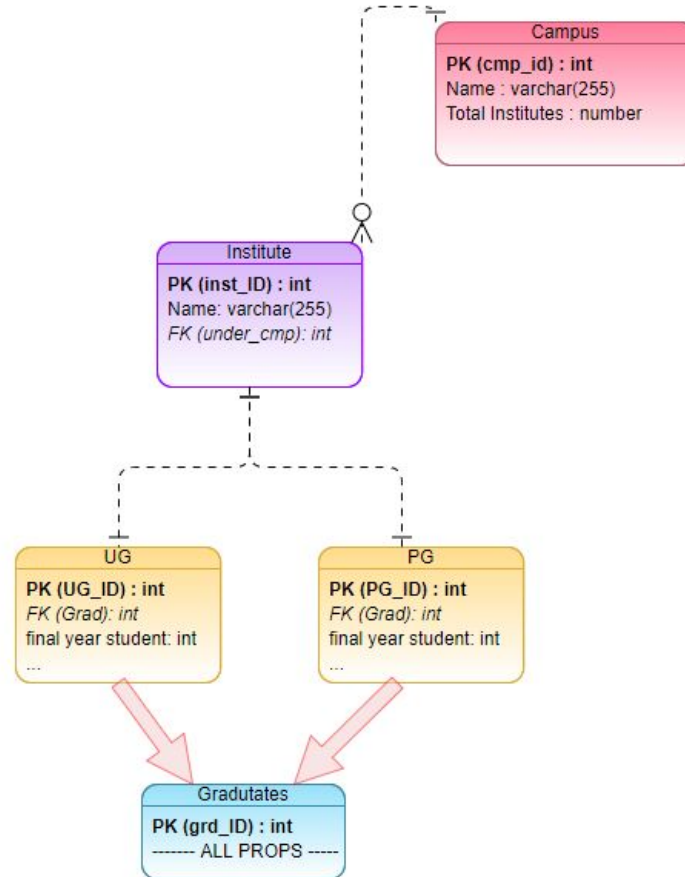 Campus
PK (cmp_id) : int
Name : varchar(255)
Total Institutes : number
Institute
PK (inst_ID) : int
Name: varchar(255)
FK (under_cmp): int
UG
PK (UG_ID) : int
FK (Grad): int
final year student: int
...
PG
PK (PG_ID) : int
FK (Grad): int
final year student: int
...
Gradutates
PK (grd_ID) : int
------- ALL PROPS -----